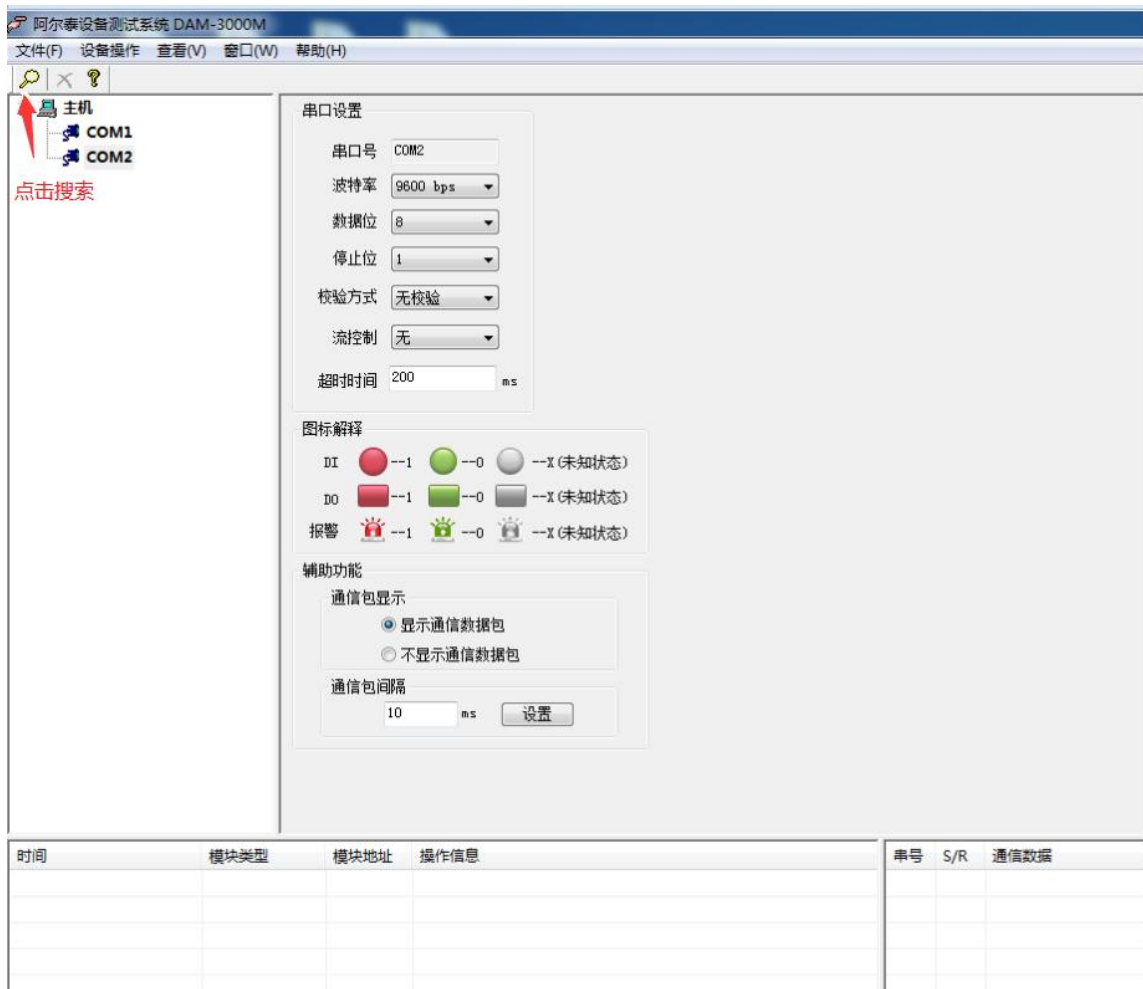 阿尔泰设备测试系统 DAM-3000M
文件(F) 设备操作 查看(V) 窗口(W) 帮助(H)
主机
COM1
COM2
点击搜索
串口设置
串口号 COM2
波特率 9600 bps
数据位 8
停止位 1
校验方式 无校验
流控制 无
超时时间 200 ms
图标解释
DI --1 --0 --X(未知状态)
DO --1 --0 --X(未知状态)
报警 --1 --0 --X(未知状态)
辅助功能
通信包显示
显示通信数据包
不显示通信数据包
通信包间隔
10 ms 设置
时间 模块类型 模块地址 操作信息 串号 S/R 通信数据